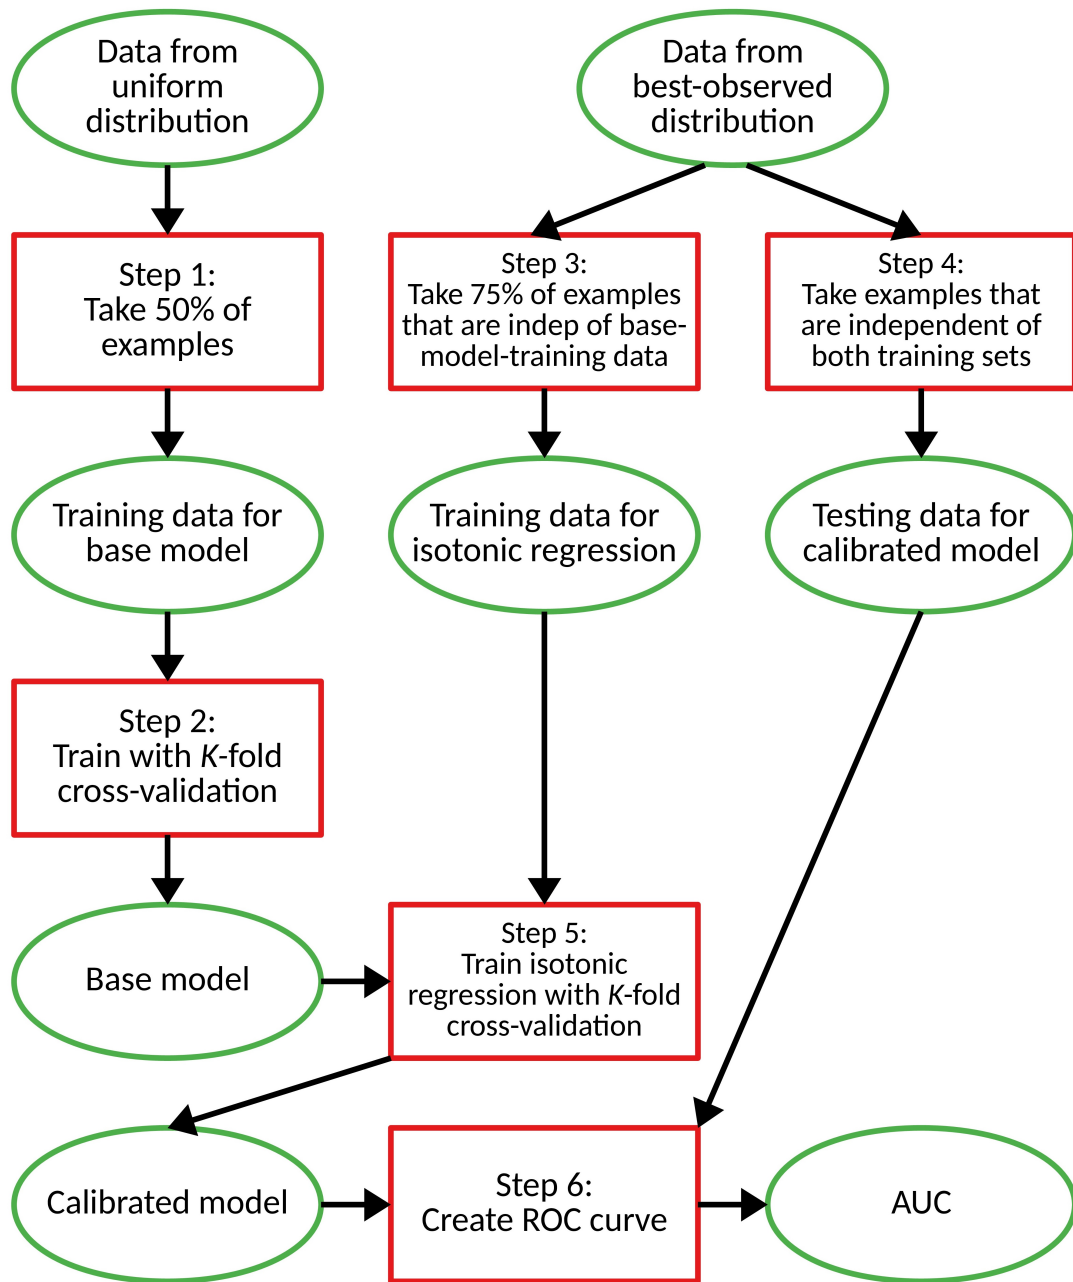 Data from
uniform
distribution
Data from
best-observed
distribution
Step 1:
Take 50% of
examples
Step 3:
Take 75% of examples
that are indep of base-
model-training data
Step 4:
Take examples that
are independent of
both training sets
Training data for
base model
Training data for
isotonic regression
Testing data for
calibrated model
Step 2:
Train with K-fold
cross-validation
Base model
Step 5:
Train isotonic
regression with K-fold
cross-validation
Calibrated model
Step 6:
Create ROC curve
AUC